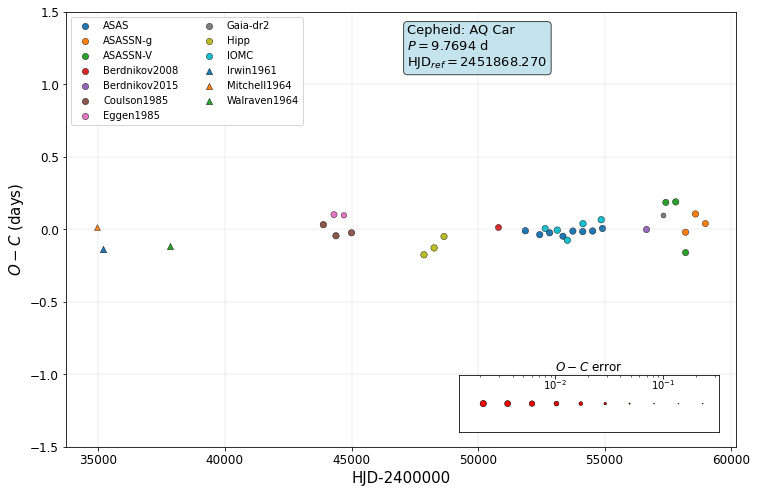 ASAS
ASASSN-g
ASASSN-V
Berdnikov2008
Berdnikov2015
Coulson1985
Eggen1985
Gaia-dr2
Hipp
IOMC
Irwin1961
Mitchell1964
Walraven1964
Cepheid: AQ Car
P = 9.7694 d
HJD_ref = 2451868.270
1.5
1.0
0.5
0.0
−0.5
−1.0
−1.5
O − C (days)
O − C error
10^−2 10^−1
35000 40000 45000 50000 55000 60000
HJD-2400000